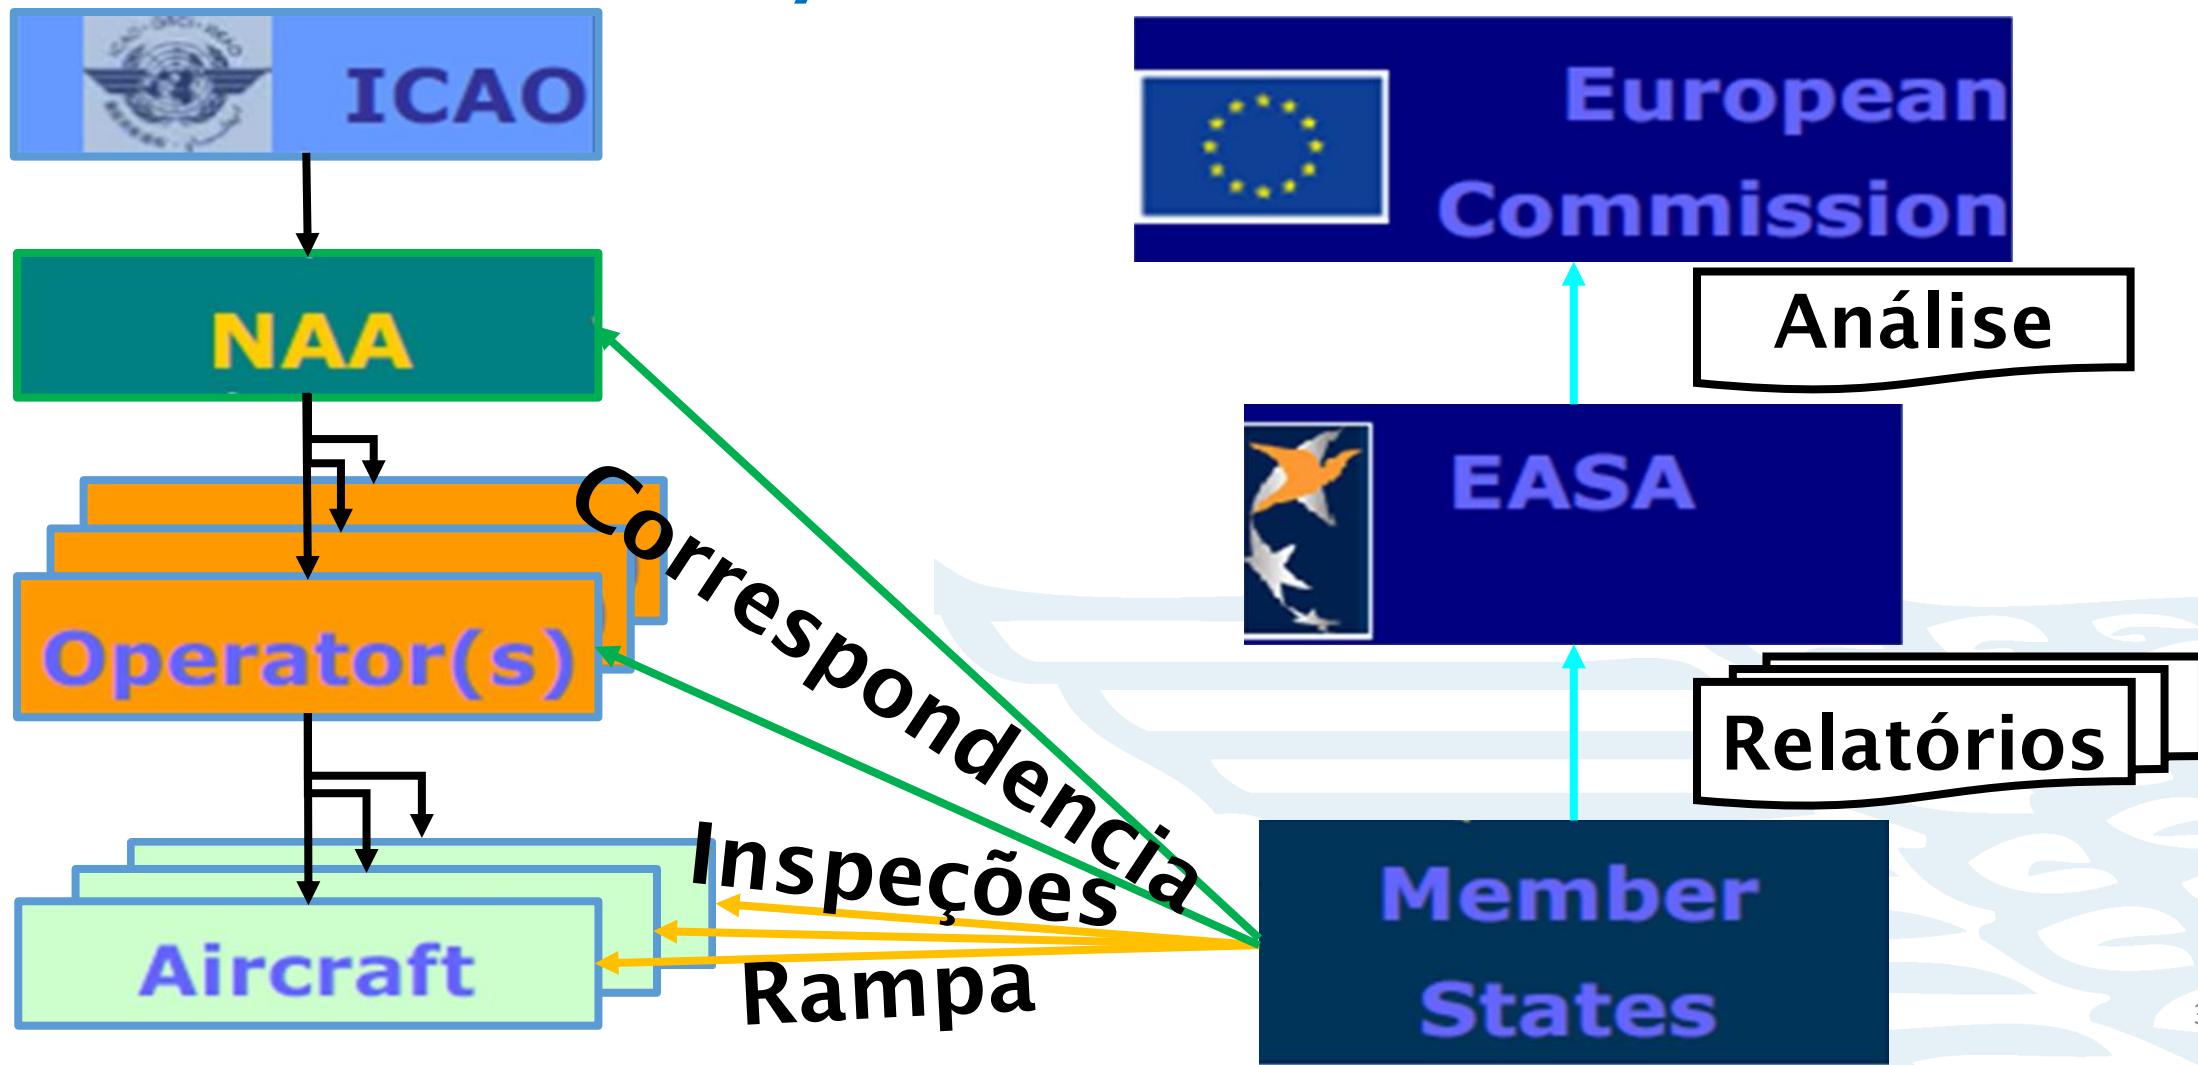 ICAO
European
Commission
NAA
Análise
EASA
Correspondencia
Operator(s)
Relatórios
Inspeções
Rampa
Member
States
Aircraft